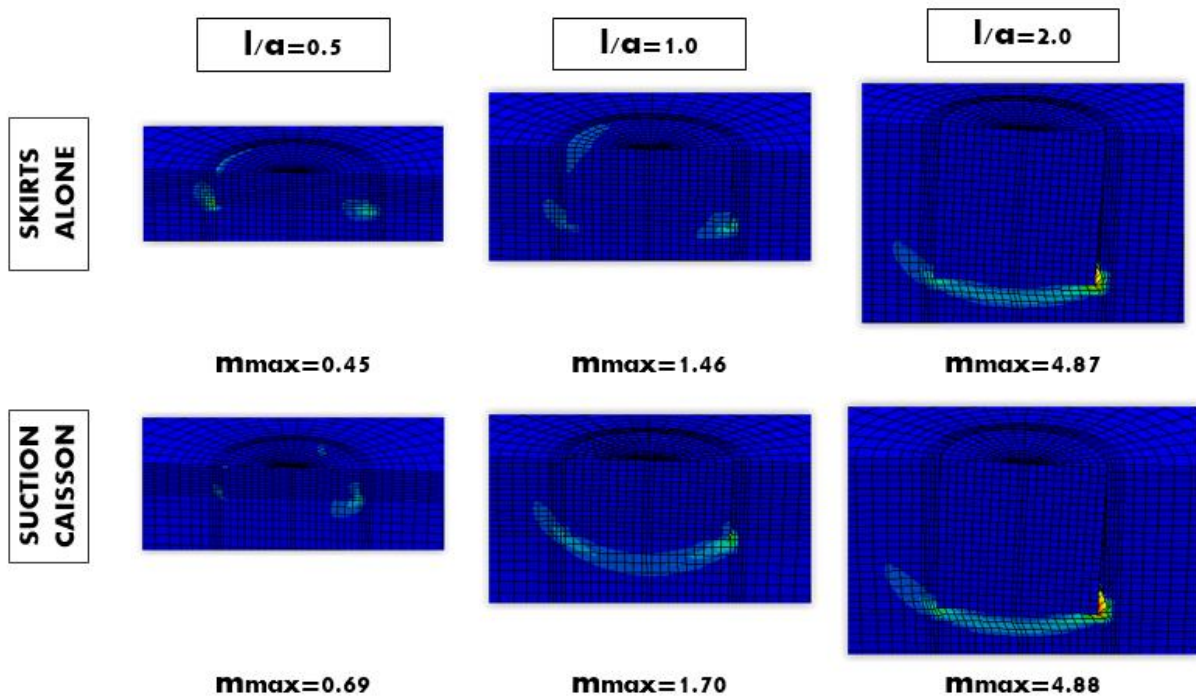 l/a=0.5
l/a=1.0
l/a=2.0
SKIRTS
ALONE
mmax=0.45
mmax=1.46
mmax=4.87
SUCTION
CAISSON
mmax=0.69
mmax=1.70
mmax=4.88